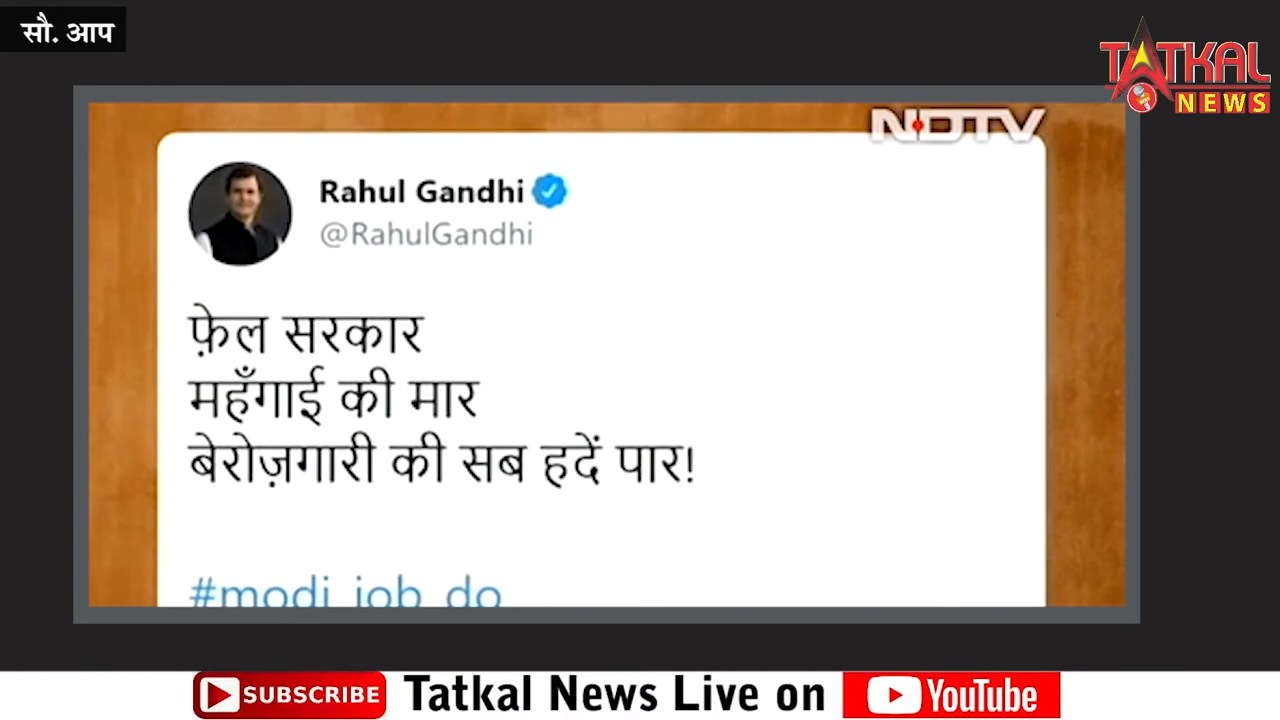 सौ. आप
TATKAL
NEWS
NDTV
Rahul Gandhi
@RahulGandhi
फ़ेल सरकार
महँगाई की मार
बेरोज़गारी की सब हदें पार!
#modi_job_do
SUBSCRIBE Tatkal News Live on YouTube